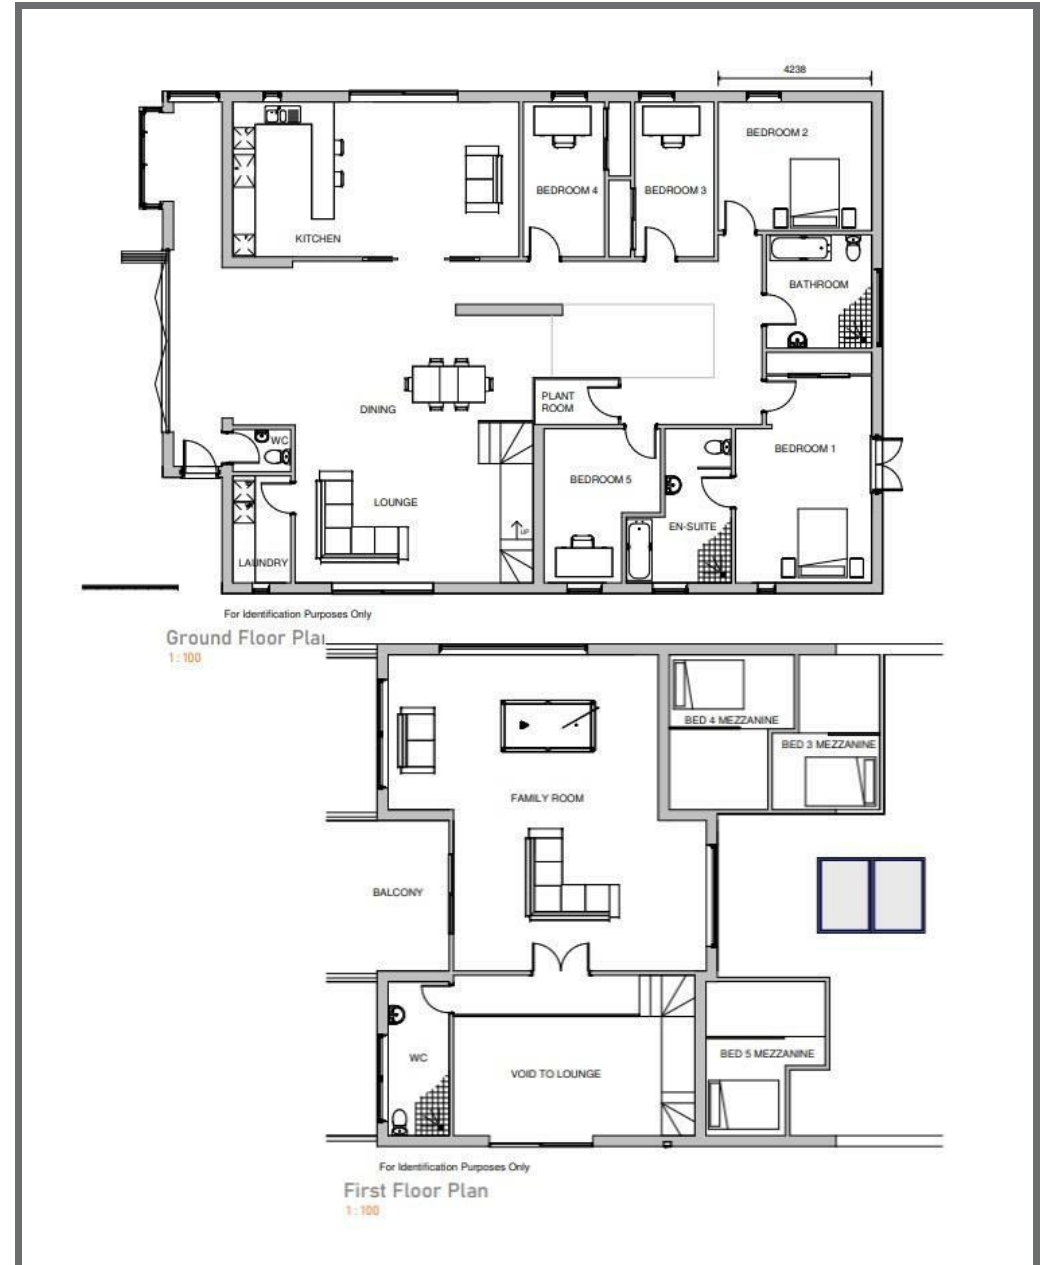 4238
BEDROOM 2
BEDROOM 4
BEDROOM 3
KITCHEN
BATHROOM
PLANT
ROOM
DINING
WC
BEDROOM 1
BEDROOM 5
LOUNGE
EN-SUITE
UP
LAUNDRY
For Identification Purposes Only
Ground Floor Plan
1 : 100
BED 4 MEZZANINE
BED 3 MEZZANINE
FAMILY ROOM
BALCONY
WC
BED 5 MEZZANINE
VOID TO LOUNGE
For Identification Purposes Only
First Floor Plan
1 : 100